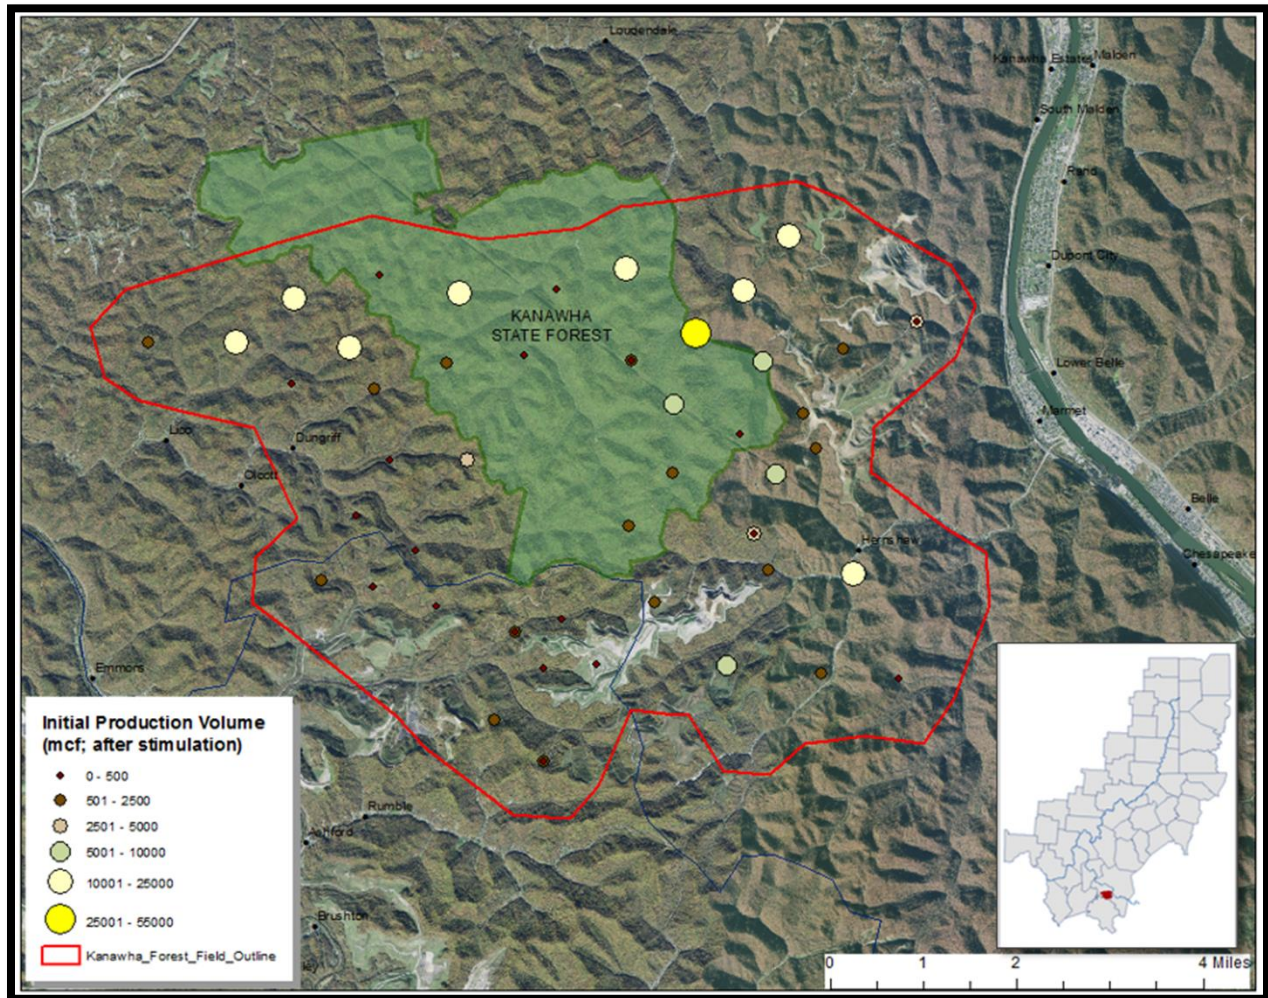 Loudendale
Kanawha Estates
Malden
South Malden
Rand
Dupont City
KANAWHA
STATE FOREST
Lower Belle
Marmet
Lico
Dungriff
Olcott
Belle
Hernshaw
Chesapeake
Emmons
Initial Production Volume
(mcf; after stimulation)
0 - 500
501 - 2500
2501 - 5000
5001 - 10000
10001 - 25000
25001 - 55000
Kanawha_Forest_Field_Outline
Rumble
Ashford
Brushton
0 1 2 4 Miles